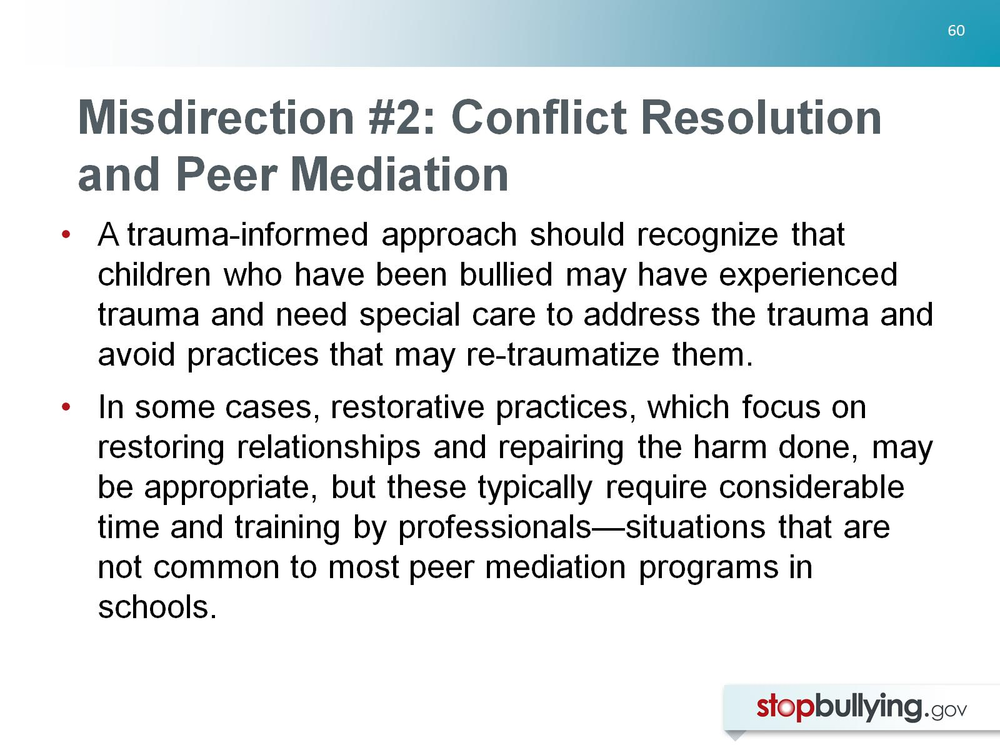 60
Misdirection #2: Conflict Resolution
and Peer Mediation
• A trauma-informed approach should recognize that
children who have been bullied may have experienced
trauma and need special care to address the trauma and
avoid practices that may re-traumatize them.
• In some cases, restorative practices, which focus on
restoring relationships and repairing the harm done, may
be appropriate, but these typically require considerable
time and training by professionals—situations that are
not common to most peer mediation programs in
schools.
stopbullying.gov